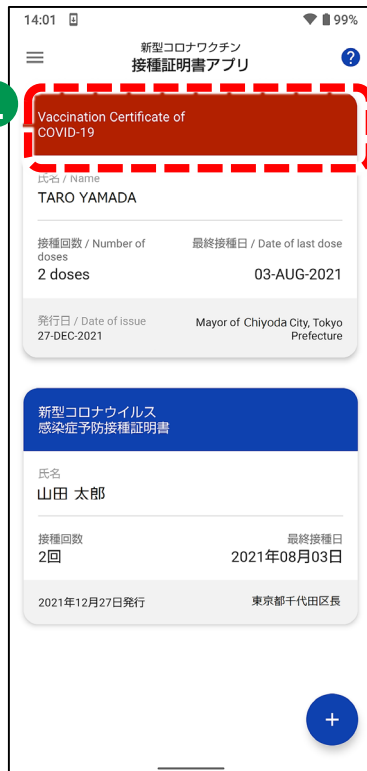 14:01
99%
新型コロナワクチン
接種証明書アプリ
?
Vaccination Certificate of
COVID-19
氏名 / Name
TARO YAMADA
接種回数 / Number of
doses
最終接種日 / Date of last dose
2 doses
03-AUG-2021
発行日 / Date of issue
27-DEC-2021
Mayor of Chiyoda City, Tokyo
Prefecture
新型コロナウイルス
感染症予防接種証明書
氏名
山田 太郎
接種回数
最終接種日
2回
2021年08月03日
2021年12月27日発行
東京都千代田区長
+